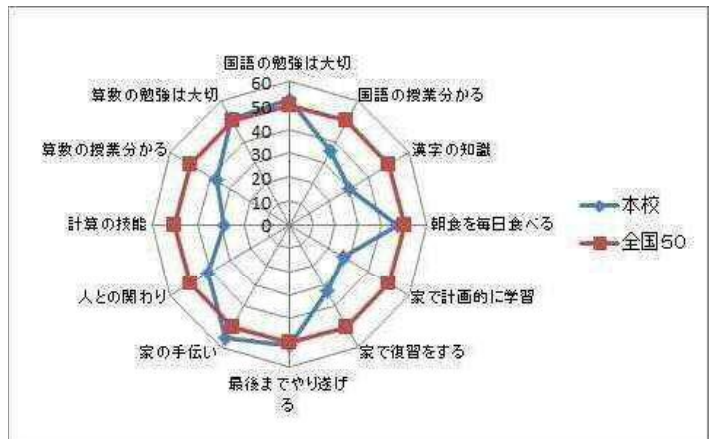 国語の勉強は大切
国語の授業分かる
漢字の知識
朝食を毎日食べる
家で計画的に学習
家で復習をする
最後までやり遂げ
る
家の手伝い
人との関わり
計算の技能
算数の授業分かる
算数の勉強は大切
60
50
40
30
20
10
0
本校
全国50